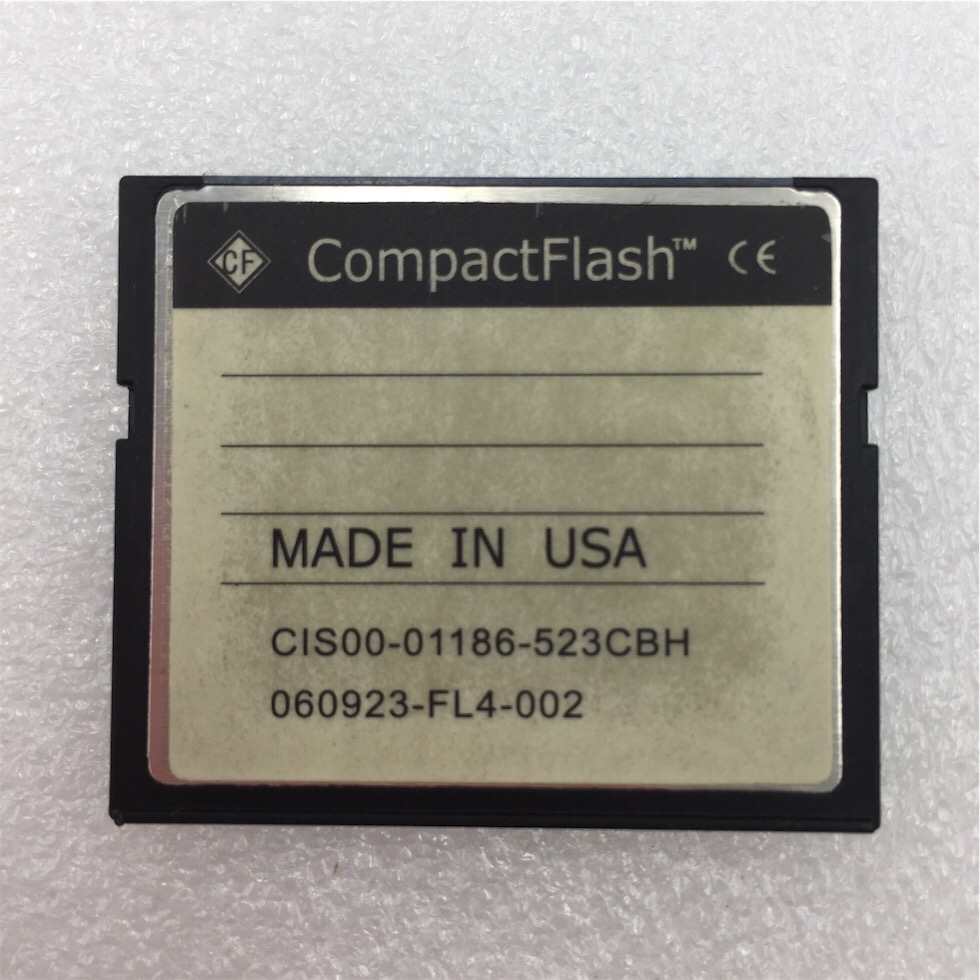 CF CompactFlash™ CE
MADE IN USA
CIS00-01186-523CBH
060923-FL4-002